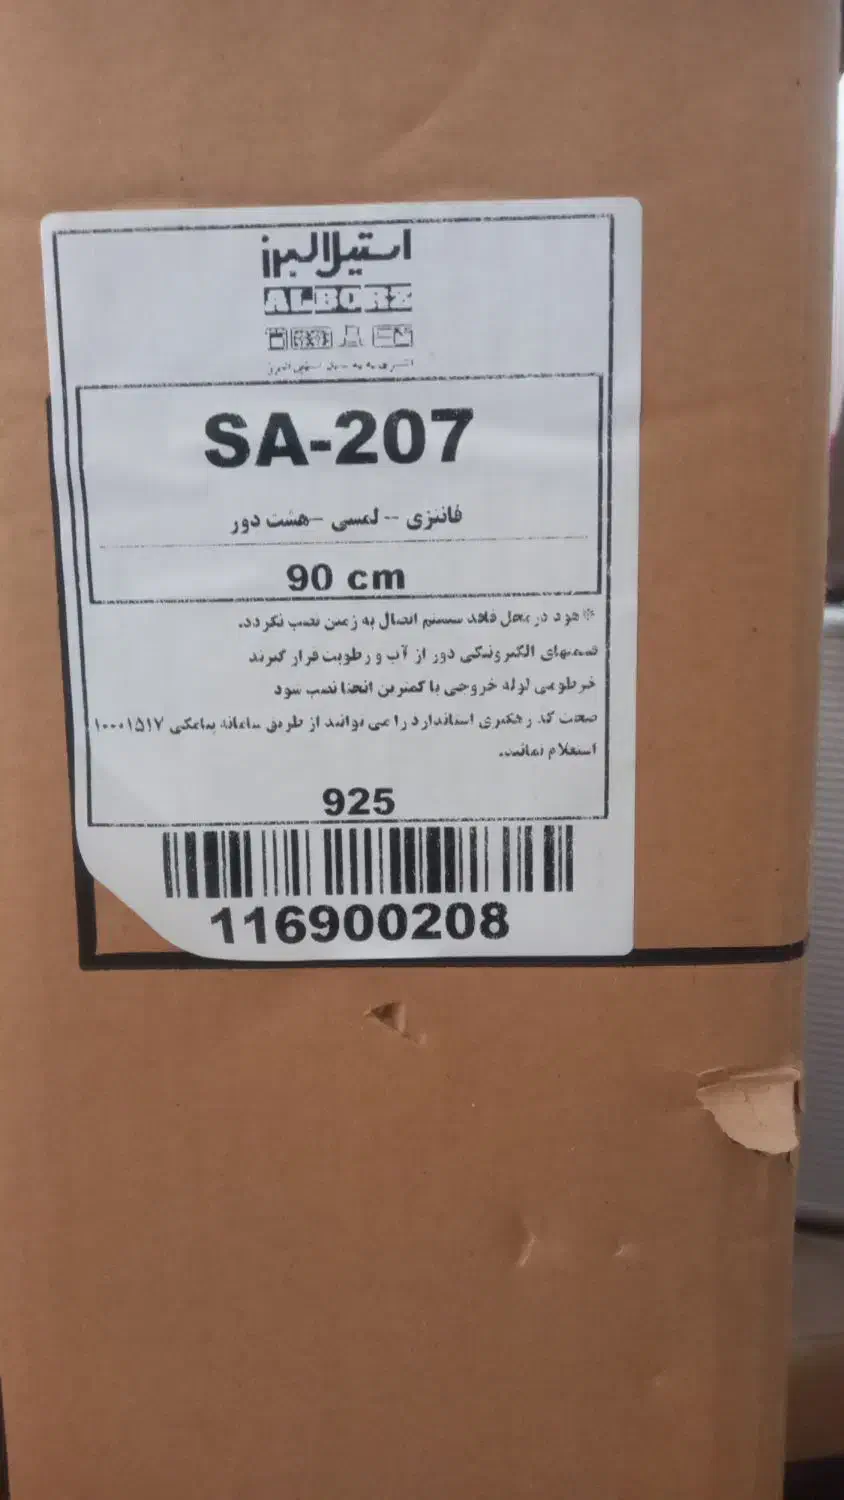 استیل البرز
ALBORZ
SA-207
فانتزی -- لمسی -هشت دور
90 cm
* هود در محل فاقد سیستم اتصال به زمین نصب نگردد.
قسمتهای الکترونیکی دور از آب و رطوبت قرار گیرند
خرطومی لوله خروجی با کمترین انحنا نصب شود
صحت کد رهگیری استاندارد را می توانید از طریق سامانه پیامکی ۱۰۰۰۱۵۱۷
استعلام نمائید.
925
116900208